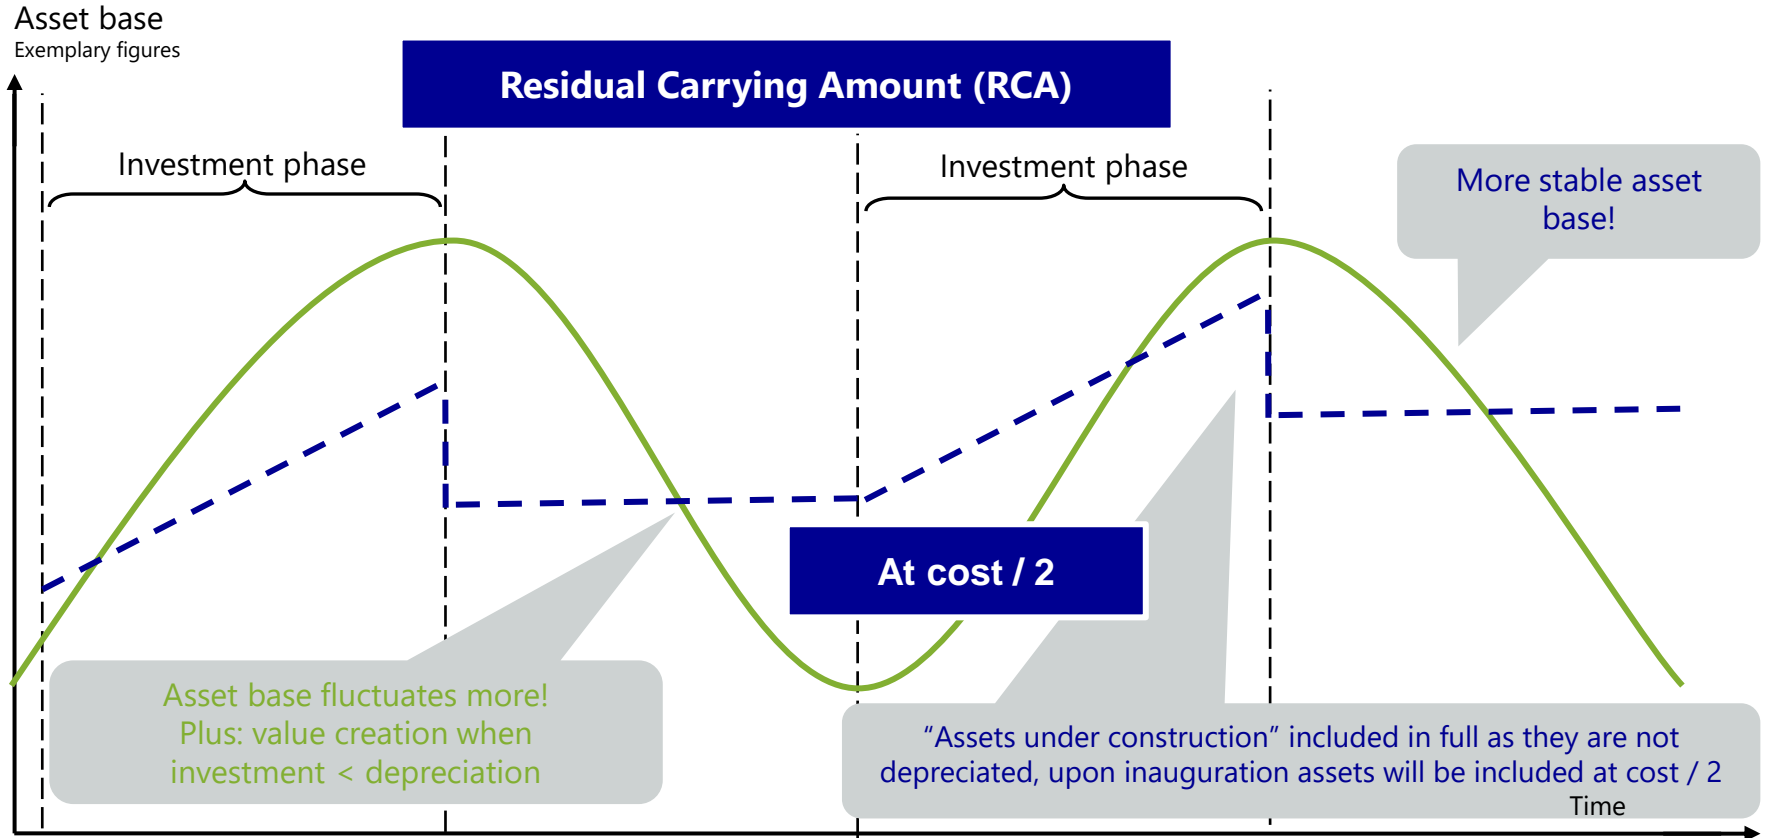 Asset base
Exemplary figures
Residual Carrying Amount (RCA)
Investment phase
Investment phase
More stable asset
base!
At cost / 2
Asset base fluctuates more!
Plus: value creation when
investment < depreciation
“Assets under construction” included in full as they are not
depreciated, upon inauguration assets will be included at cost / 2
Time